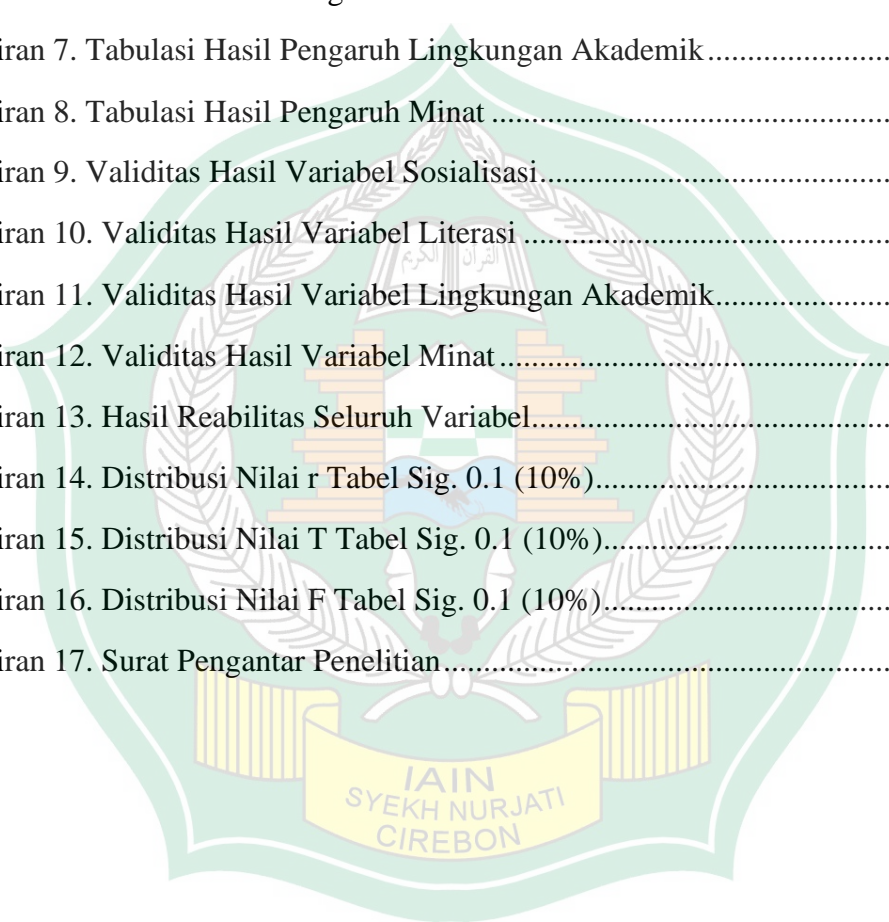 iran 7. Tabulasi Hasil Pengaruh Lingkungan Akademik.......................
iran 8. Tabulasi Hasil Pengaruh Minat ..................................................
iran 9. Validitas Hasil Variabel Sosialisasi............................................
iran 10. Validitas Hasil Variabel Literasi ..............................................
iran 11. Validitas Hasil Variabel Lingkungan Akademik......................
iran 12. Validitas Hasil Variabel Minat .................................................
iran 13. Hasil Reabilitas Seluruh Variabel.............................................
iran 14. Distribusi Nilai r Tabel Sig. 0.1 (10%).....................................
iran 15. Distribusi Nilai T Tabel Sig. 0.1 (10%)....................................
iran 16. Distribusi Nilai F Tabel Sig. 0.1 (10%)....................................
iran 17. Surat Pengantar Penelitian........................................................
القرآن الكريم
IAIN
SYEKH NURJATI
CIREBON